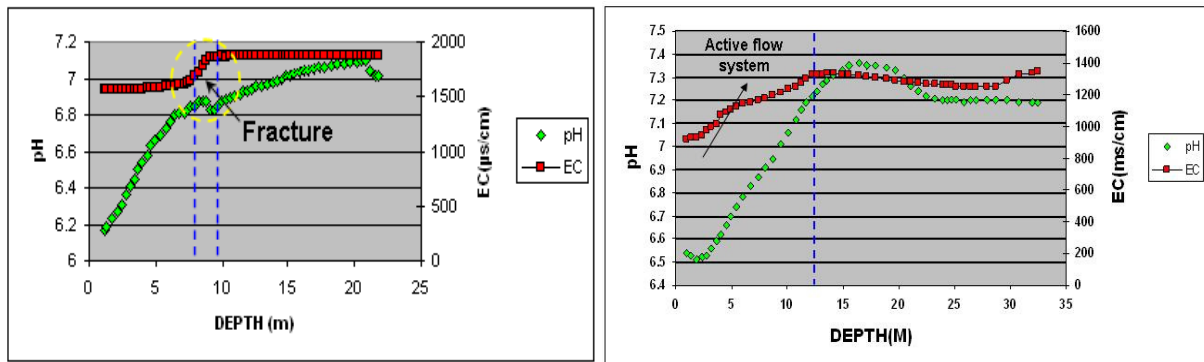 7.2
7
6.8
6.6
6.4
6.2
6
pH
2000
1500
1000
500
0
EC(µs/cm)
Fracture
0 5 10 15 20 25
DEPTH (m)
pH
EC
7.5
7.4
7.3
7.2
7.1
7
6.9
6.8
6.7
6.6
6.5
6.4
pH
1600
1400
1200
1000
800
600
400
200
0
EC(ms/cm)
Active flow
system
0 5 10 15 20 25 30 35
DEPTH(M)
pH
EC